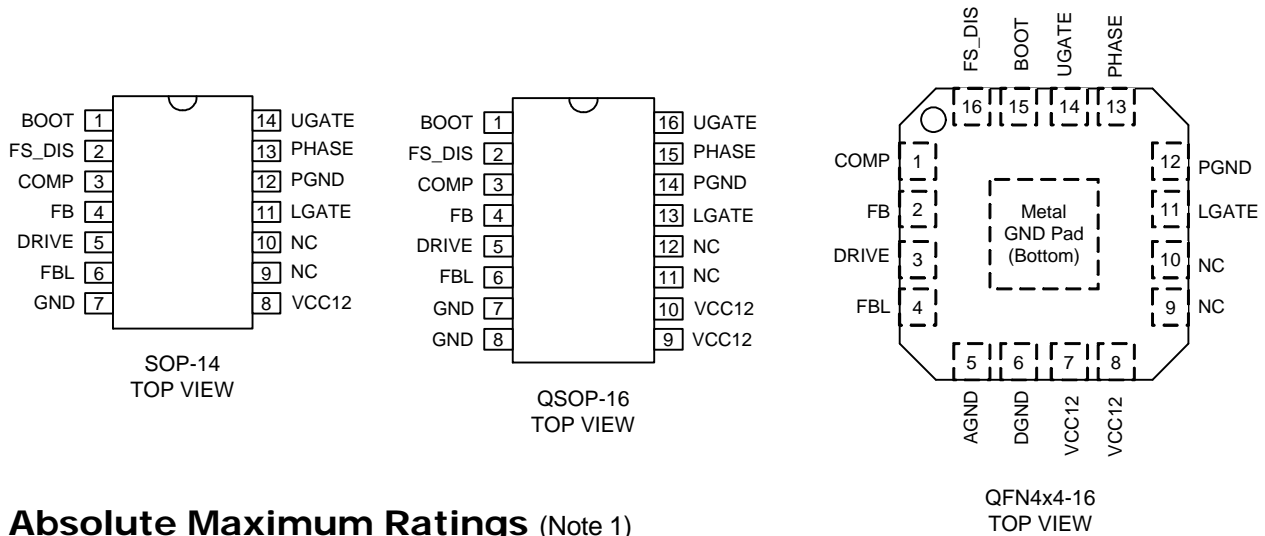 BOOT 1 14 UGATE
FS_DIS 2 13 PHASE
COMP 3 12 PGND
FB 4 11 LGATE
DRIVE 5 10 NC
FBL 6 9 NC
GND 7 8 VCC12
SOP-14
TOP VIEW
BOOT 1 16 UGATE
FS_DIS 2 15 PHASE
COMP 3 14 PGND
FB 4 13 LGATE
DRIVE 5 12 NC
FBL 6 11 NC
GND 7 10 VCC12
GND 8 9 VCC12
QSOP-16
TOP VIEW
FS_DIS BOOT UGATE PHASE
16 15 14 13
COMP 1 12 PGND
FB 2 11 LGATE
DRIVE 3 10 NC
FBL 4 9 NC
Metal
GND Pad
(Bottom)
5 6 7 8
AGND DGND VCC12 VCC12
QFN4x4-16
TOP VIEW
Absolute Maximum Ratings (Note 1)